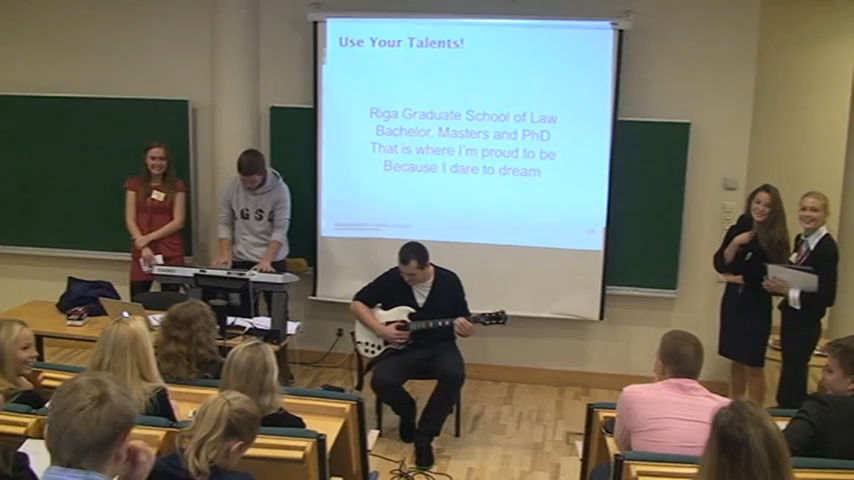 Use Your Talents!
Riga Graduate School of Law
Bachelor, Masters and PhD
That is where I'm proud to be
Because I dare to dream